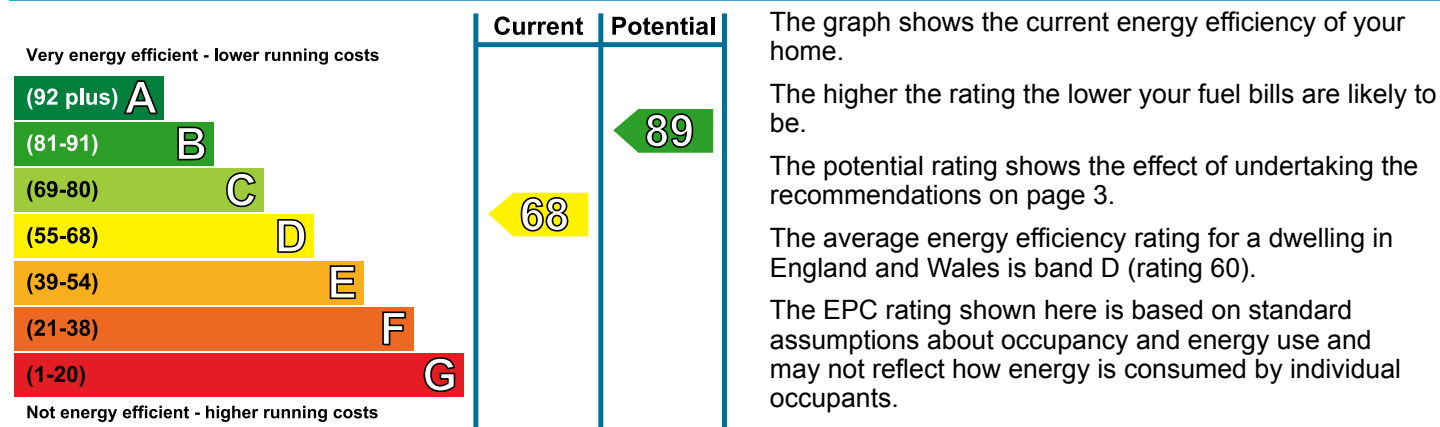 Current Potential
Very energy efficient - lower running costs
(92 plus) A
(81-91) B
89
(69-80) C
68
(55-68) D
(39-54) E
(21-38) F
(1-20) G
Not energy efficient - higher running costs
The graph shows the current energy efficiency of your
home.
The higher the rating the lower your fuel bills are likely to
be.
The potential rating shows the effect of undertaking the
recommendations on page 3.
The average energy efficiency rating for a dwelling in
England and Wales is band D (rating 60).
The EPC rating shown here is based on standard
assumptions about occupancy and energy use and
may not reflect how energy is consumed by individual
occupants.